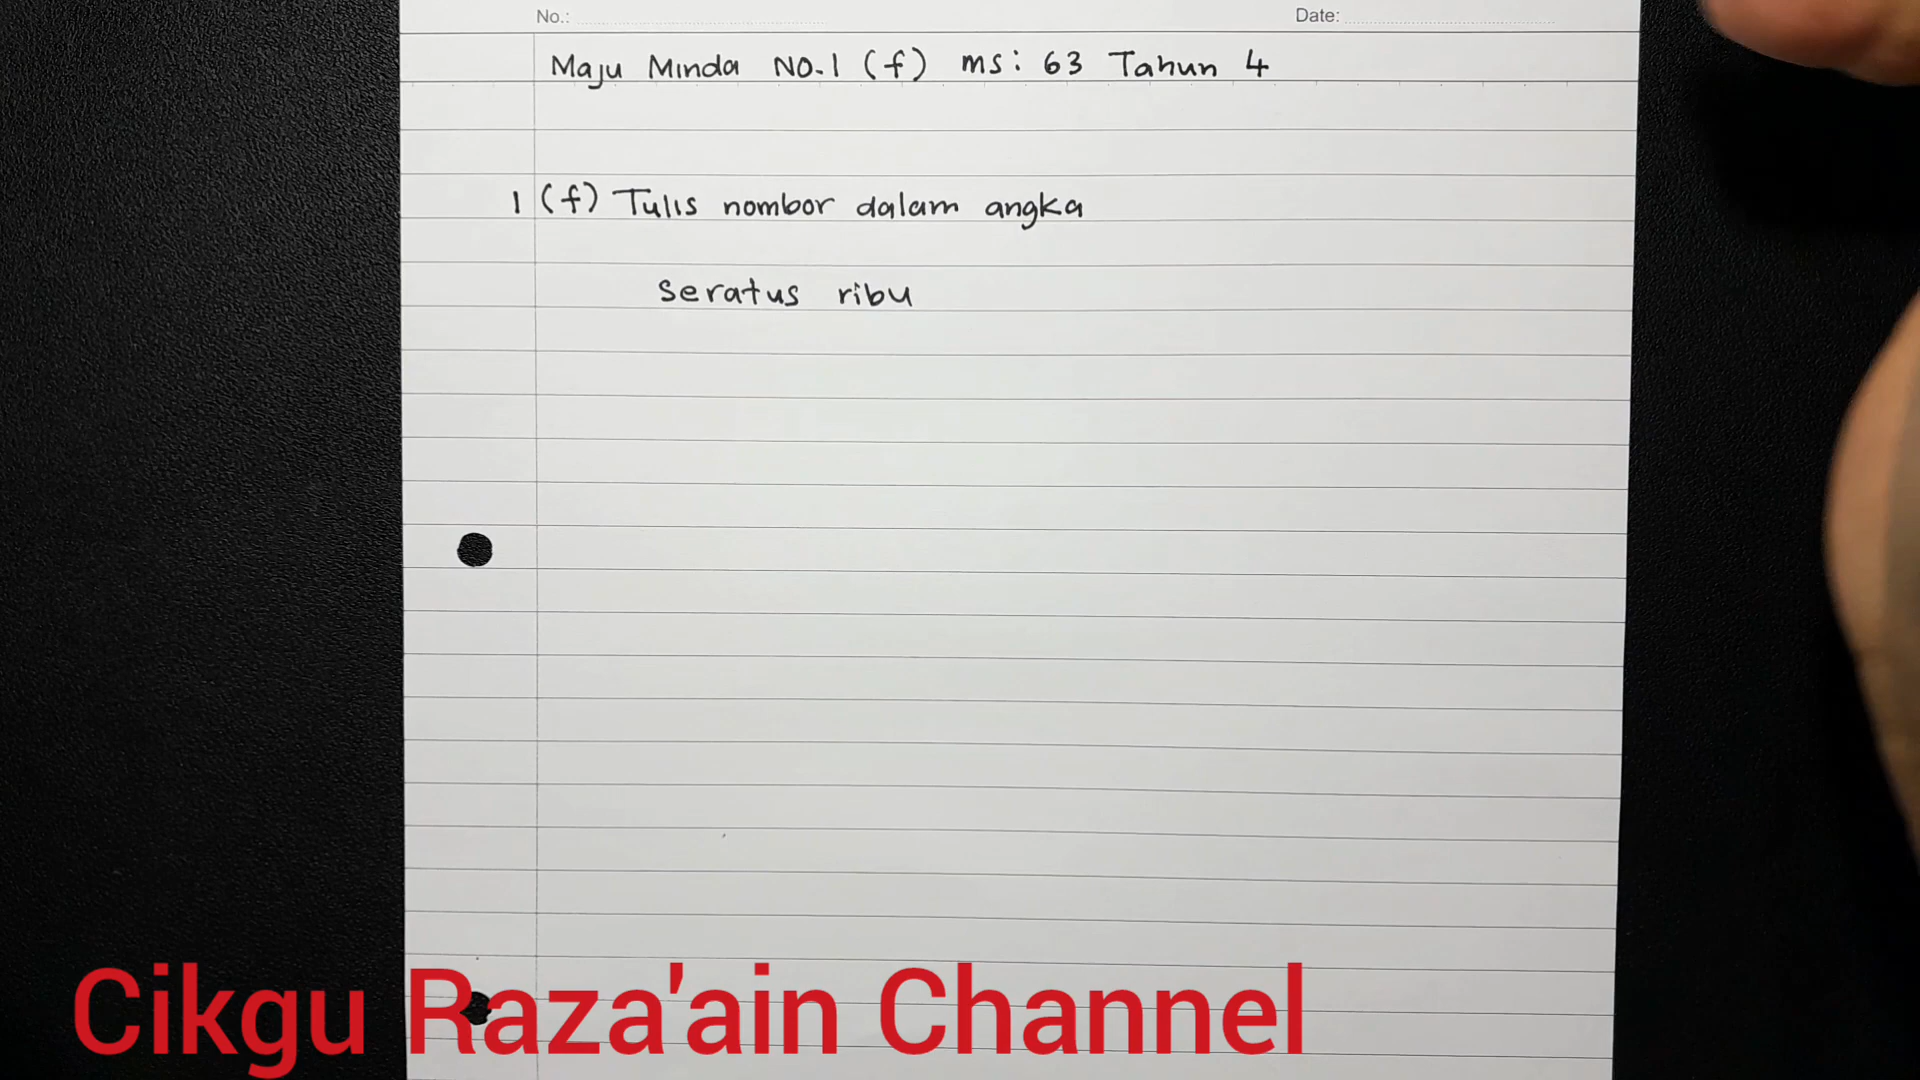 No.: Date:
Maju Minda NO.1 (f) ms: 63 Tahun 4
1 (f) Tulis nombor dalam angka
seratus ribu
Cikgu Raza'ain Channel